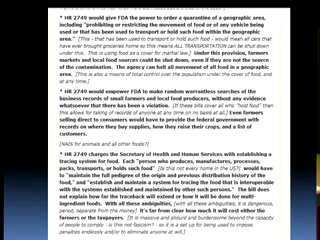 * HR 2749 would give FDA the power to order a quarantine of a geographic area,
including "prohibiting or restricting the movement of food or of any vehicle being
used or that has been used to transport or hold such food within the geographic
area." [This - that has been used to transport or hold such food - would mean all cars that
have ever brought groceries home so this means ALL TRANSPORTATION can be shut down
under this. This is using food as a cover for martial law.] Under this provision, farmers
markets and local food sources could be shut down, even if they are not the source
of the contamination. The agency can halt all movement of all food in a geographic
area. [This is also a means of total control over the population under the cover of food, and
at any time.]
* HR 2749 would empower FDA to make random warrantless searches of the
business records of small farmers and local food producers, without any evidence
whatsoever that there has been a violation. [If these bills cover all who "hold food" then
this allows for taking of records of anyone at any time on no basis at all.] Even farmers
selling direct to consumers would have to provide the federal government with
records on where they buy supplies, how they raise their crops, and a list of
customers.
[NAIS for animals and all other foods?]
* HR 2749 charges the Secretary of Health and Human Services with establishing a
tracing system for food. Each "person who produces, manufactures, processes,
packs, transports, or holds such food" [Is this not every home in the US?] would have
to "maintain the full pedigree of the origin and previous distribution history of the
food," and "establish and maintain a system for tracing the food that is interoperable
with the systems established and maintained by other such persons." The bill does
not explain how far the traceback will extend or how it will be done for multi-
ingredient foods. With all these ambiguities, [with all these ambiguities, it is dangerous,
period, separate from the money] it's far from clear how much it will cost either the
farmers or the taxpayers. [It is massive and absurd and burdensome beyond the capacity
of people to comply - is this not fascism? - so it is a set up for being used to impose
penalties endlessly and/or to eliminate anyone at will.]